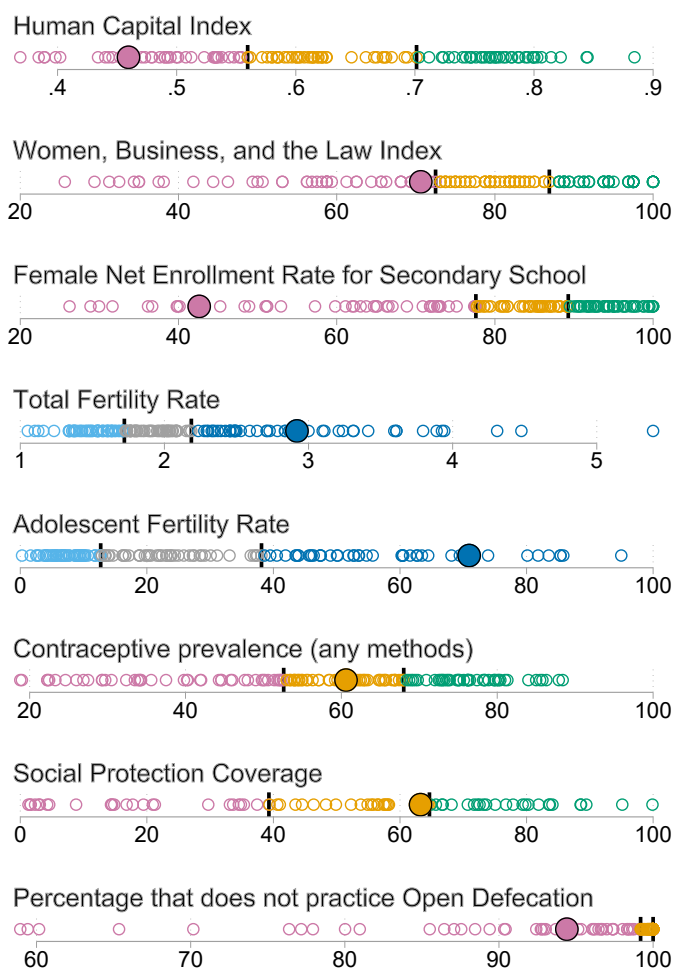 Human Capital Index
.4 .5 .6 .7 .8 .9
Women, Business, and the Law Index
20 40 60 80 100
Female Net Enrollment Rate for Secondary School
20 40 60 80 100
Total Fertility Rate
1 2 3 4 5
Adolescent Fertility Rate
0 20 40 60 80 100
Contraceptive prevalence (any methods)
20 40 60 80 100
Social Protection Coverage
0 20 40 60 80 100
Percentage that does not practice Open Defecation
60 70 80 90 100